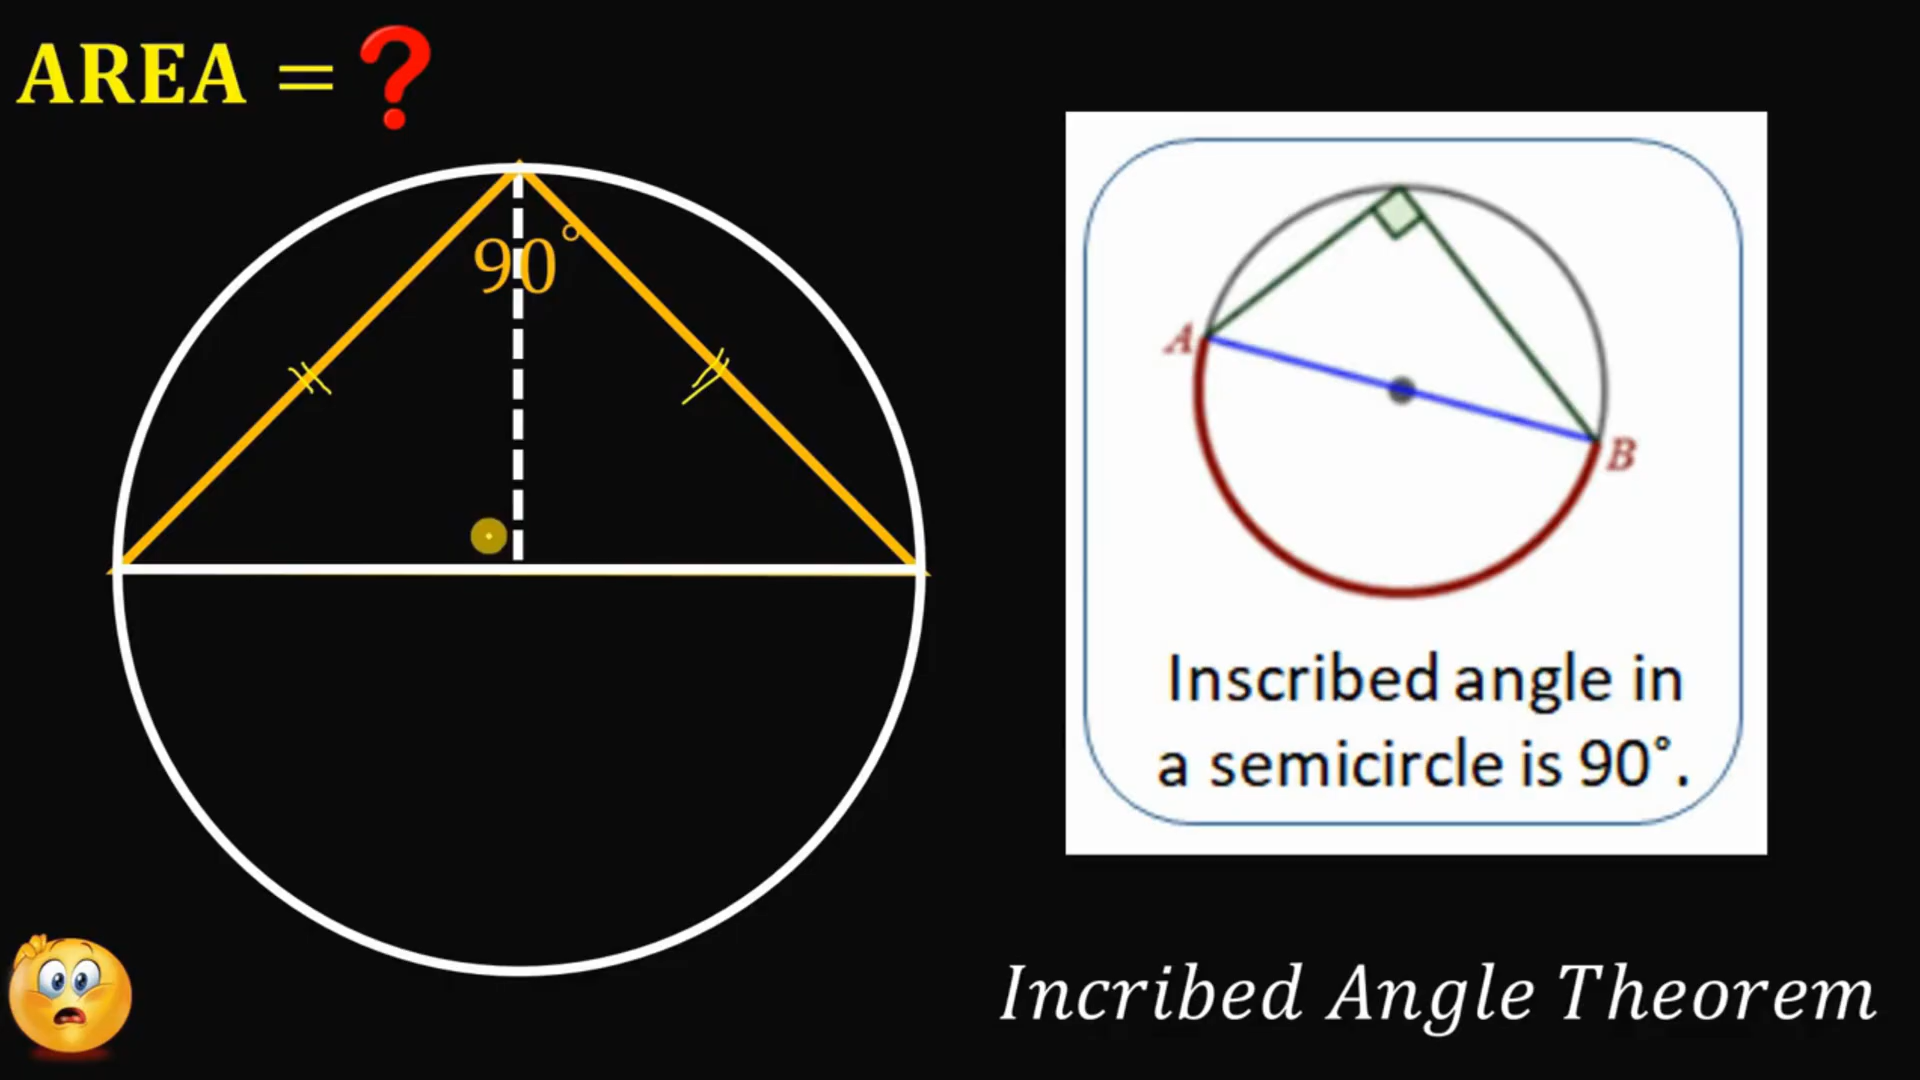 AREA = ?
90°
A
B
Inscribed angle in
a semicircle is 90°.
Incribed Angle Theorem